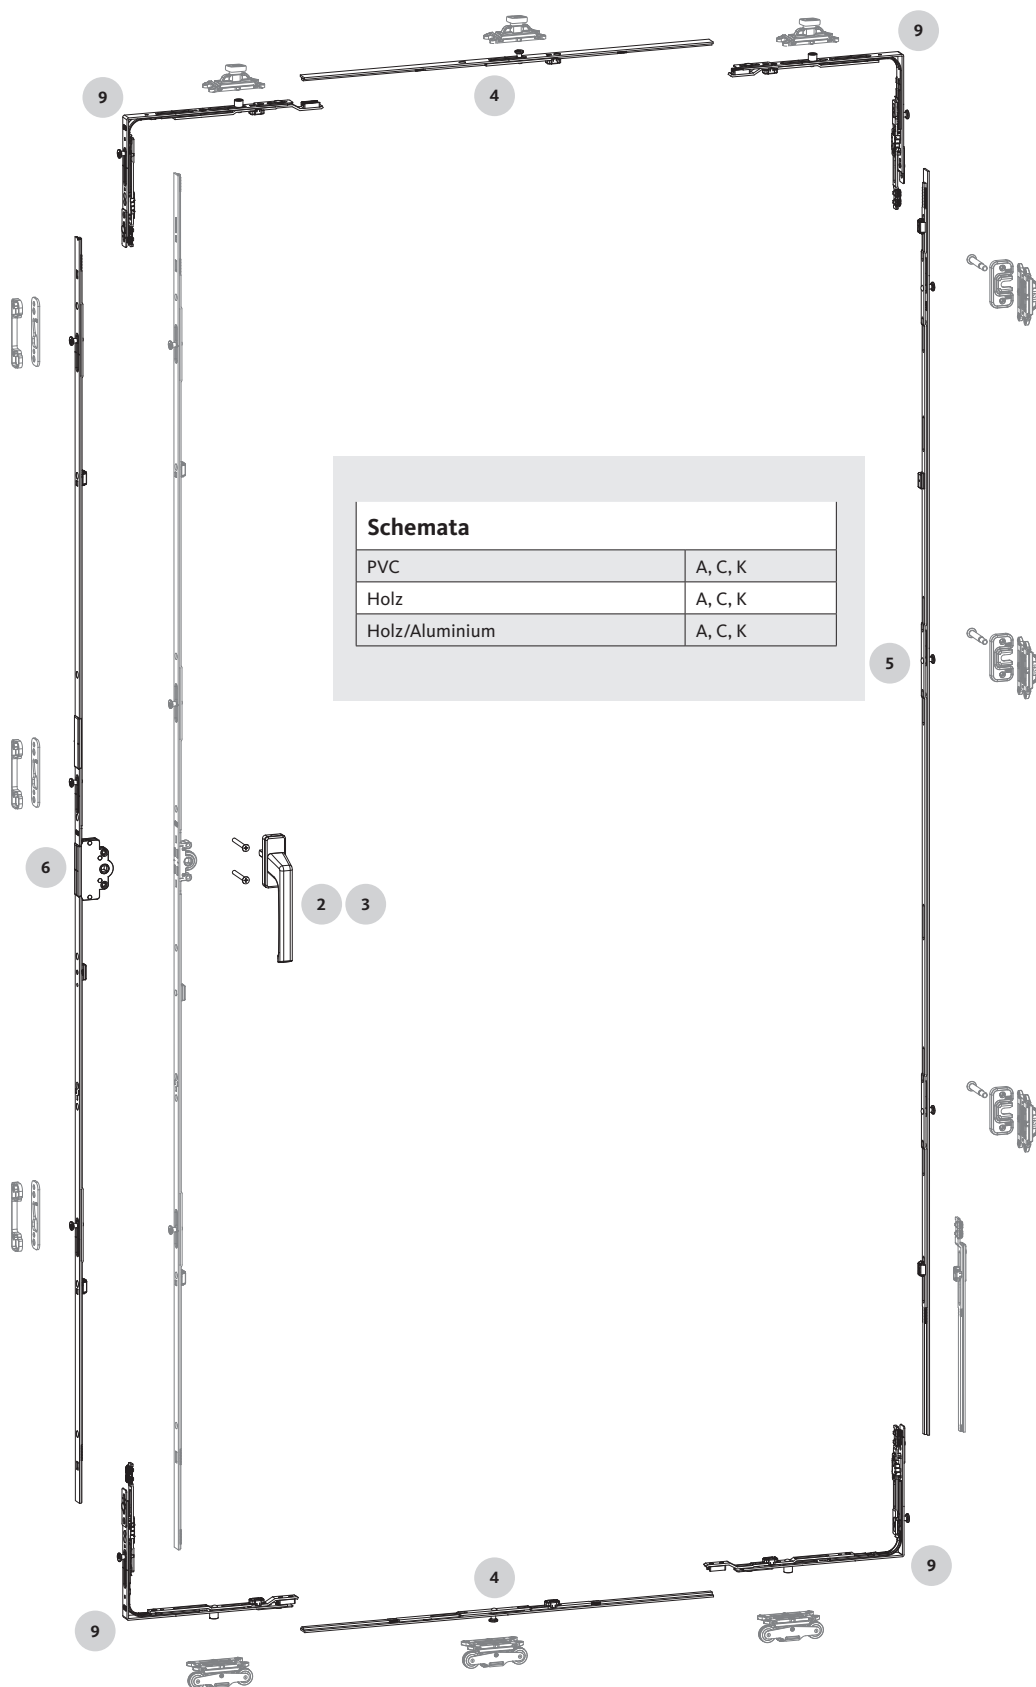 9
9
4
Schemata
PVC A, C, K
Holz A, C, K
Holz/Aluminium A, C, K
5
6
2 3
4
9
9